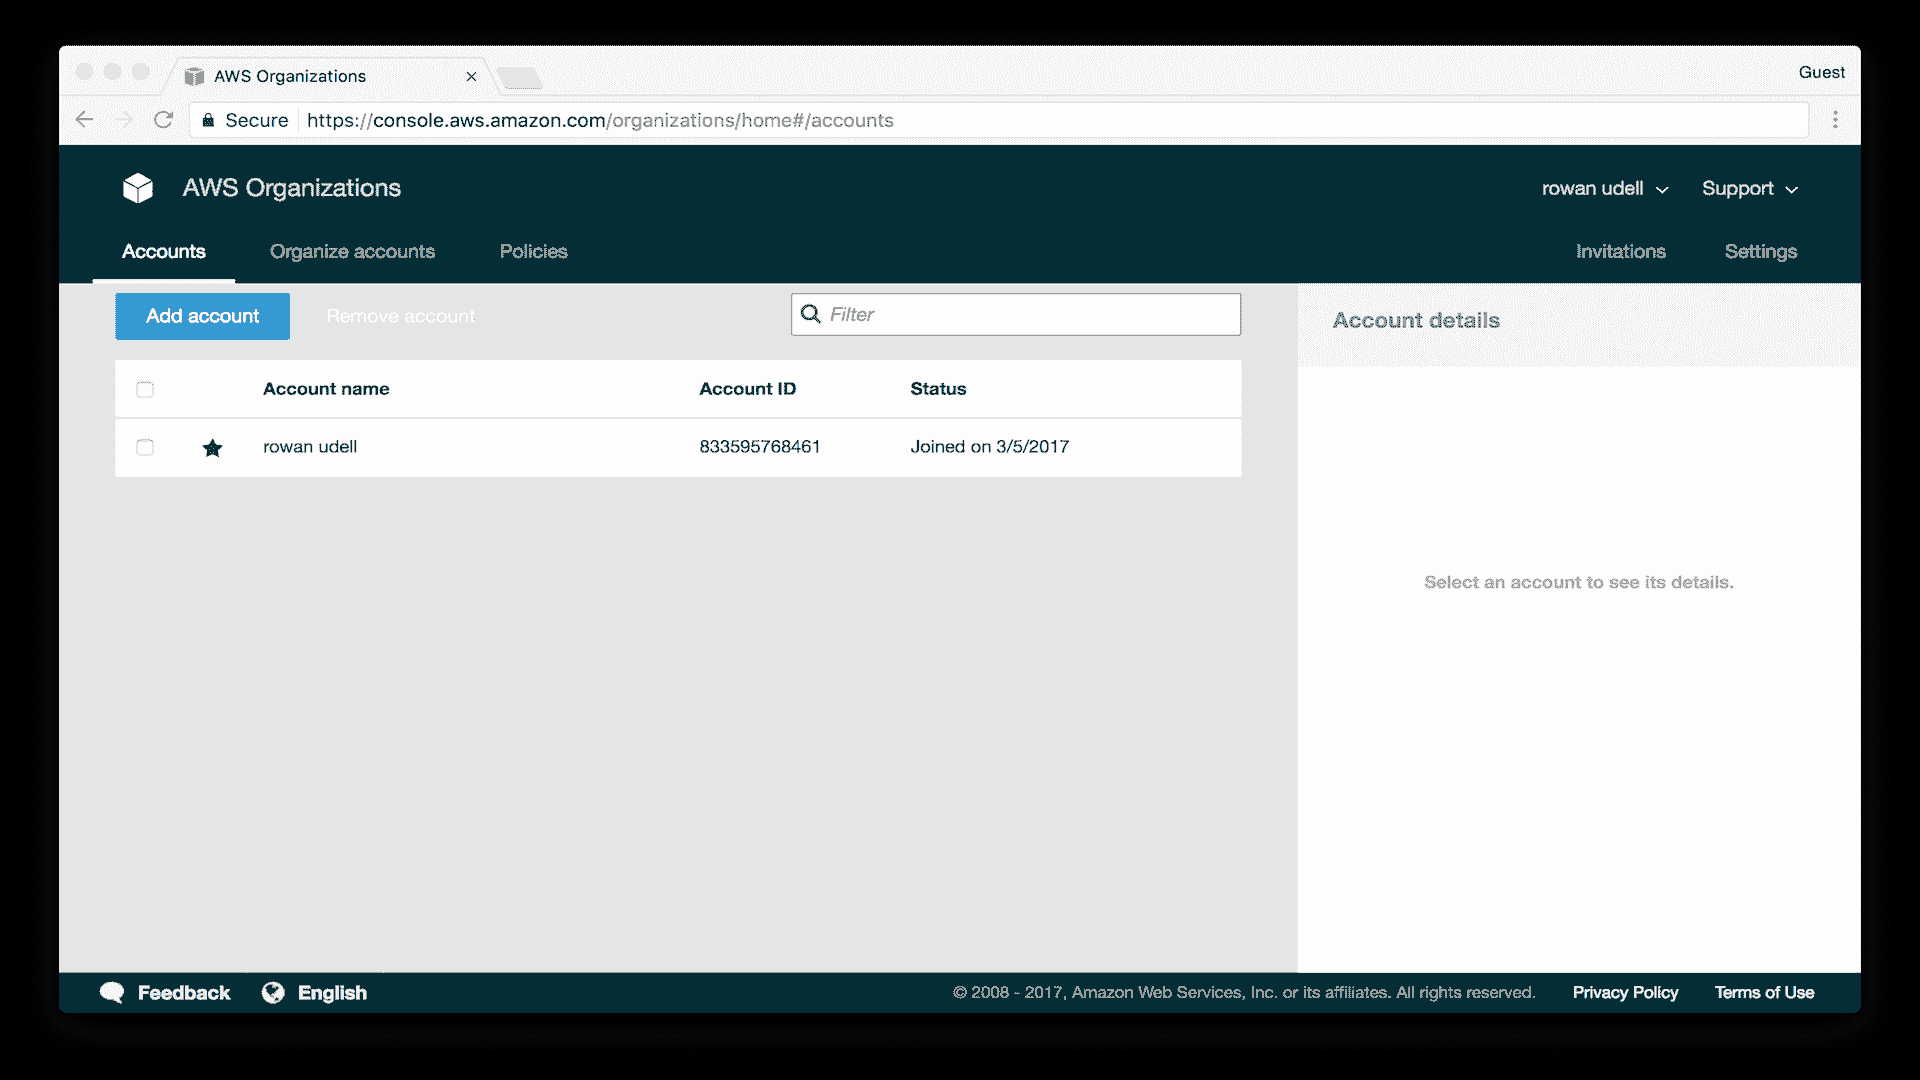 AWS Organizations
Guest
Secure https://console.aws.amazon.com/organizations/home#/accounts
AWS Organizations
rowan udell Support
Accounts Organize accounts Policies Invitations Settings
Add account Remove account Filter
Account details
Account name Account ID Status
rowan udell 833595768461 Joined on 3/5/2017
Select an account to see its details.
Feedback English © 2008 - 2017, Amazon Web Services, Inc. or its affiliates. All rights reserved. Privacy Policy Terms of Use